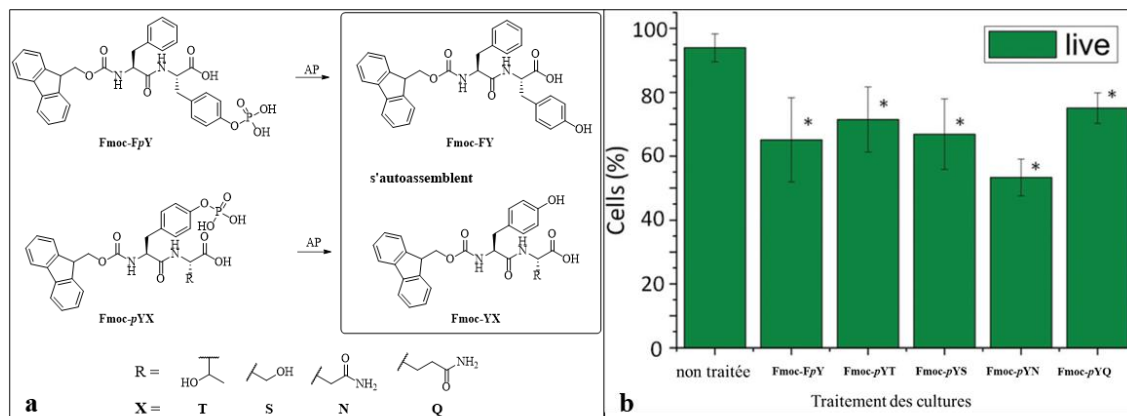 Fmoc-FpY
AP
Fmoc-FY
s'autoassemblent
Fmoc-pYX
AP
Fmoc-YX
R =
X = T S N Q
a
live
Cells (%)
100
80
60
40
20
0
* * * * *
non traitée Fmoc-FpY Fmoc-pYT Fmoc-pYS Fmoc-pYN Fmoc-pYQ
Traitement des cultures
b